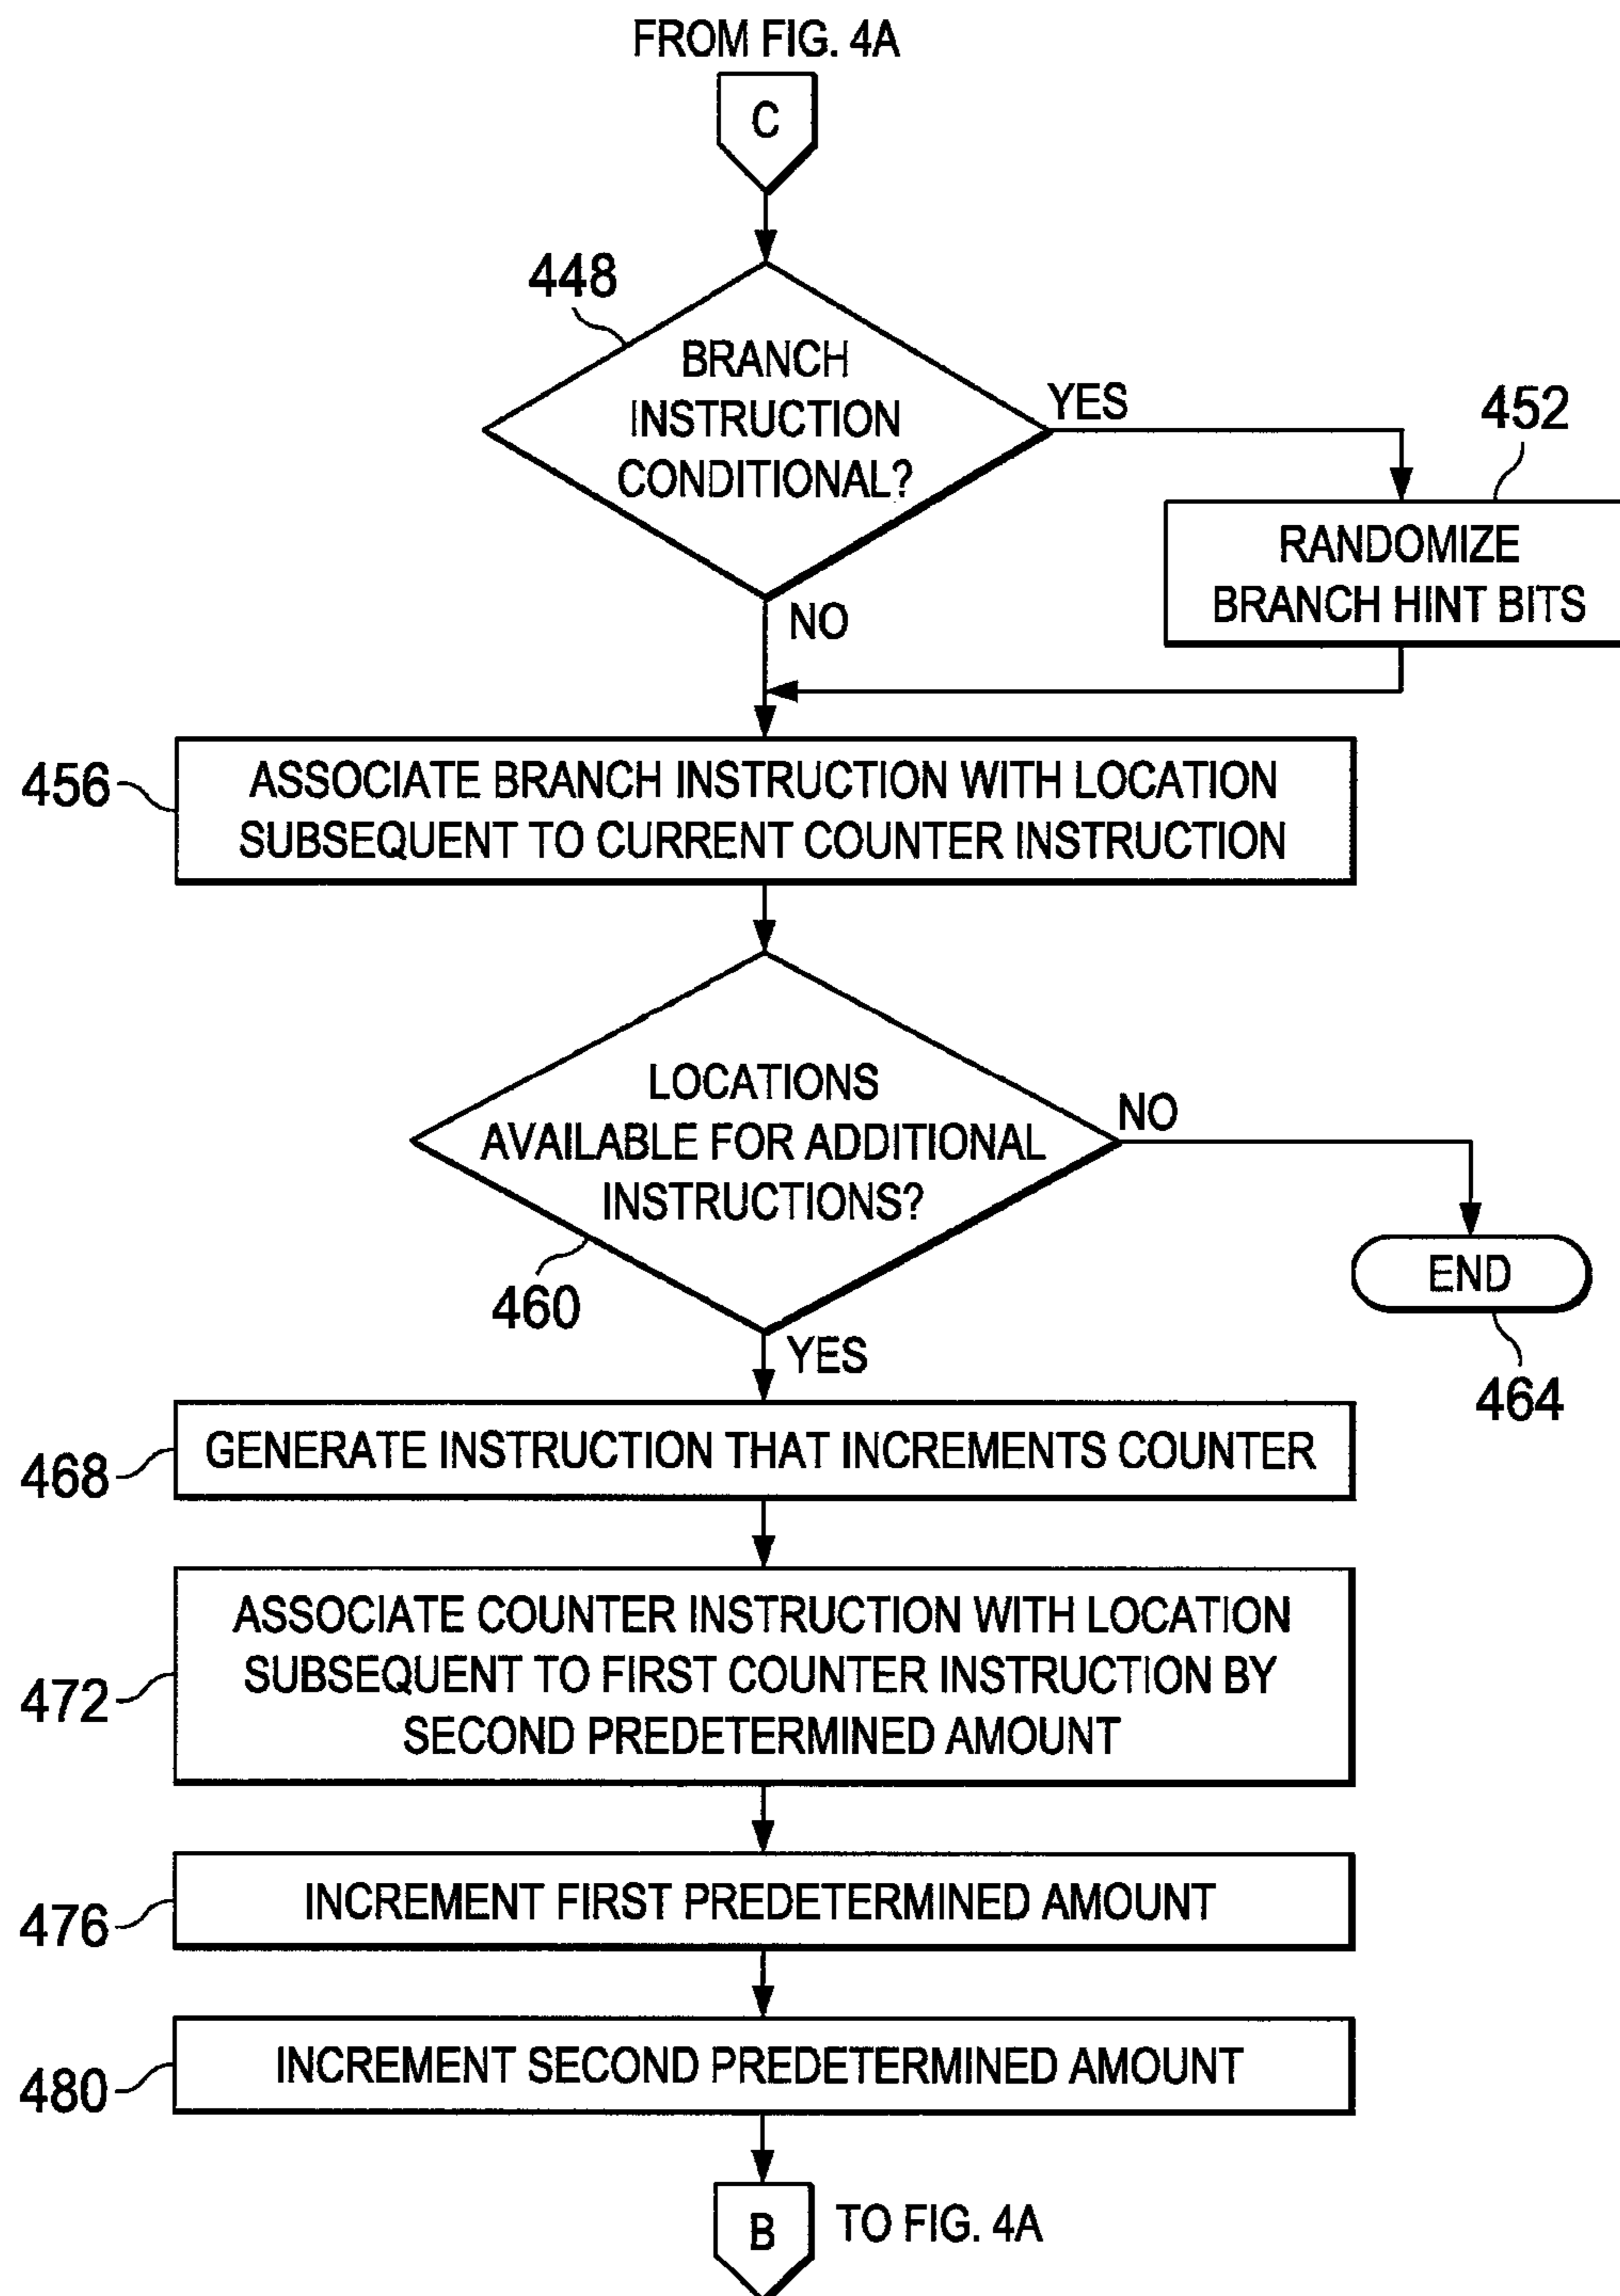 FROM FIG. 4A
C
448
BRANCH
INSTRUCTION
CONDITIONAL?
YES
452
RANDOMIZE
BRANCH HINT BITS
NO
456
ASSOCIATE BRANCH INSTRUCTION WITH LOCATION
SUBSEQUENT TO CURRENT COUNTER INSTRUCTION
LOCATIONS
AVAILABLE FOR ADDITIONAL
INSTRUCTIONS?
NO
460
END
464
YES
468
GENERATE INSTRUCTION THAT INCREMENTS COUNTER
472
ASSOCIATE COUNTER INSTRUCTION WITH LOCATION
SUBSEQUENT TO FIRST COUNTER INSTRUCTION BY
SECOND PREDETERMINED AMOUNT
476
INCREMENT FIRST PREDETERMINED AMOUNT
480
INCREMENT SECOND PREDETERMINED AMOUNT
B
TO FIG. 4A